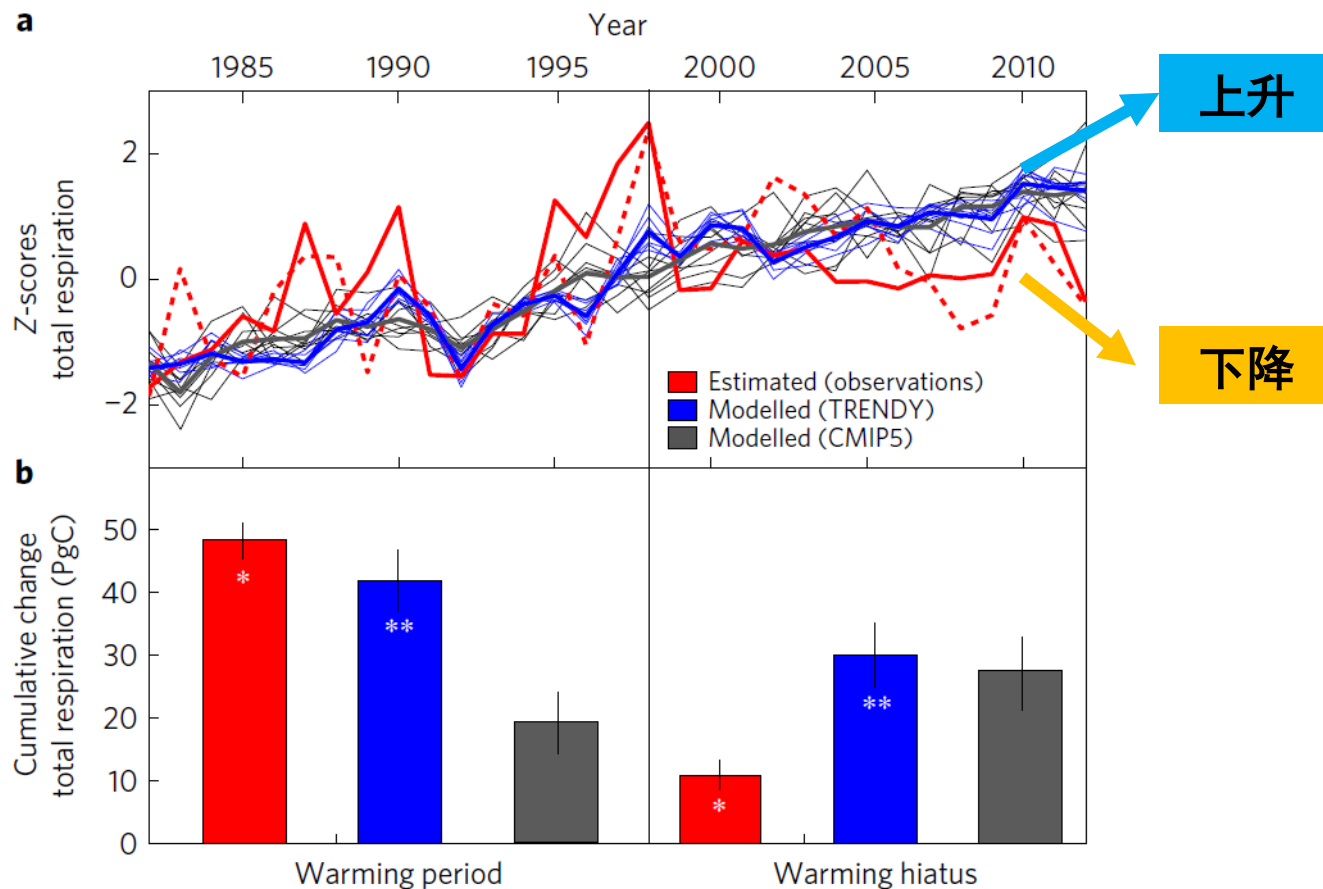 a
Year
1985 1990 1995 2000 2005 2010
上升
2
0
−2
Z-scores
total respiration
Estimated (observations)
Modelled (TRENDY)
Modelled (CMIP5)
下降
b
50
40
30
20
10
0
Cumulative change
total respiration (PgC)
* ** * **
Warming period Warming hiatus